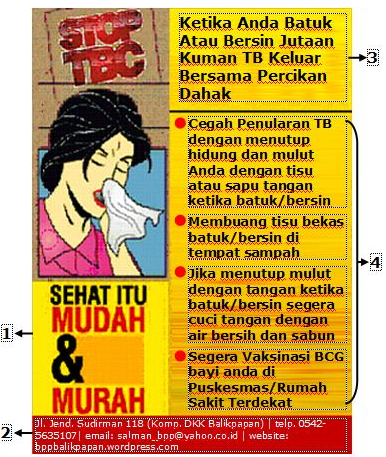 STOP
TBC
Ketika Anda Batuk
Atau Bersin Jutaan
Kuman TB Keluar
Bersama Percikan
Dahak
3
Cegah Penularan TB
dengan menutup
hidung dan mulut
Anda dengan tisu
atau sapu tangan
ketika batuk/bersin
Membuang tisu bekas
batuk/bersin di
tempat sampah
Jika menutup mulut
dengan tangan ketika
batuk/bersin segera
cuci tangan dengan
air bersih dan sabun
Segera Vaksinasi BCG
bayi anda di
Puskesmas/Rumah
Sakit Terdekat
4
SEHAT ITU
MUDAH
&
MURAH
1
2
Jl. Jend. Sudirman 118 (Komp. DKK Balikpapan) | telp. 0542-
5635107| email: salman_bpp@yahoo.co.id | website:
bppbalikpapan.wordpress.com